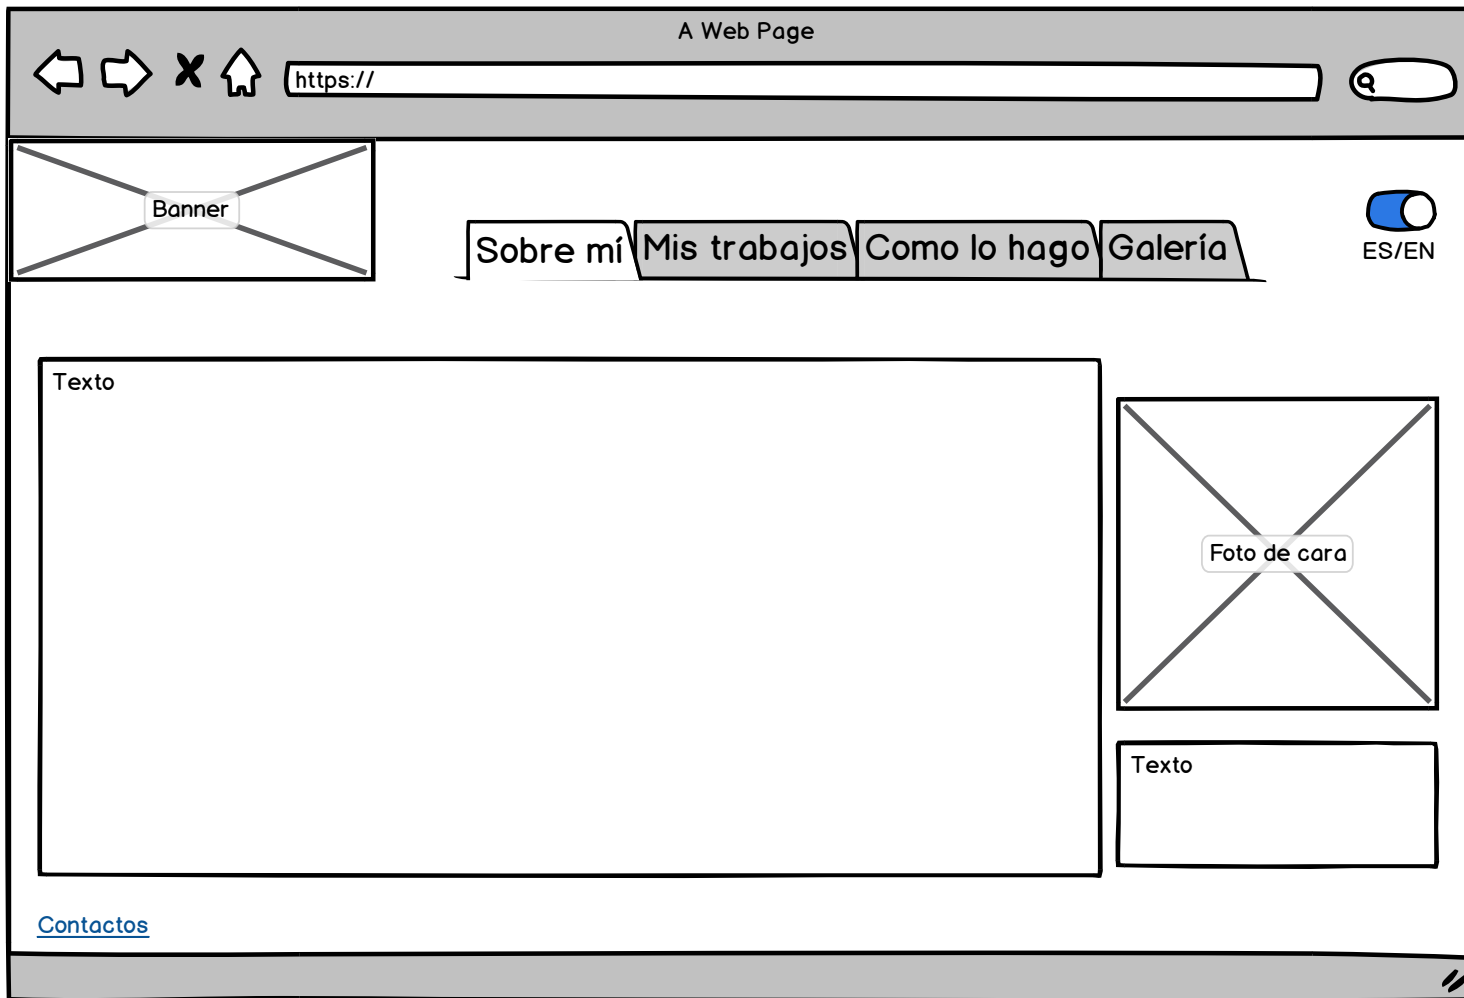 A Web Page
https://
Banner
Sobre mí
Mis trabajos
Como lo hago
Galería
ES/EN
Texto
Foto de cara
Texto
Contactos